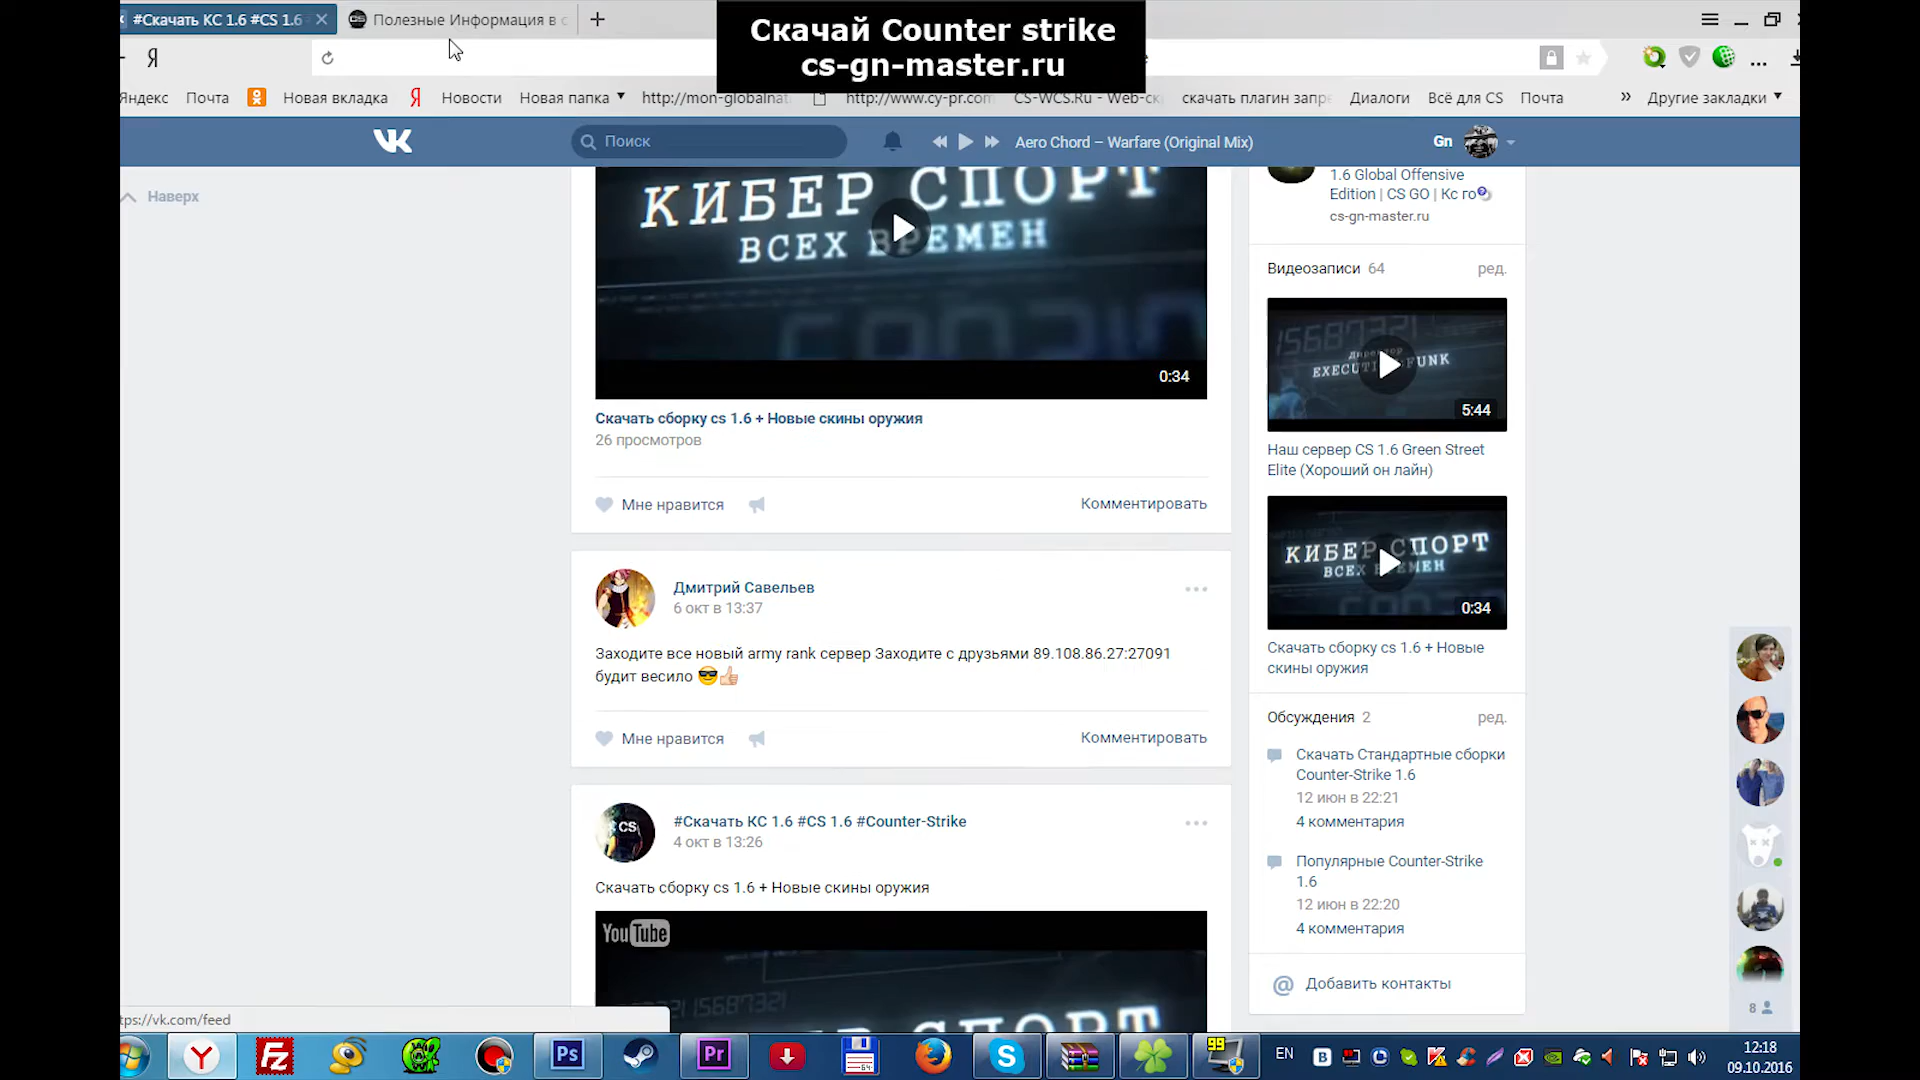 #Скачать КС 1.6 #CS 1.6
Полезные Информация в с
Скачай Counter strike
cs-gn-master.ru
Я
Яндекс
Почта
Новая вкладка
Я
Новости
Новая папка
http://mon-globalnat
http://www.cy-pr.com
CS-WCS.Ru - Web-ск
скачать плагин запре
Диалоги
Всё для CS
Почта
»
Другие закладки
Поиск
Aero Chord – Warfare (Original Mix)
Gn
Наверх
КИБЕР СПОРТ
ВСЕХ ВРЕМЕН
0:34
Скачать сборку cs 1.6 + Новые скины оружия
26 просмотров
Мне нравится
Комментировать
Дмитрий Савельев
6 окт в 13:37
Заходите все новый army rank сервер Заходите с друзьями 89.108.86.27:27091
будит весило 😎👍
Мне нравится
Комментировать
#Скачать КС 1.6 #CS 1.6 #Counter-Strike
4 окт в 13:26
Скачать сборку cs 1.6 + Новые скины оружия
YouTube
1.6 Global Offensive
Edition | CS GO | Кс го
cs-gn-master.ru
Видеозаписи 64
ред.
5:44
Наш сервер CS 1.6 Green Street
Elite (Хороший он лайн)
КИБЕР СПОРТ
ВСЕХ ВРЕМЕН
0:34
Скачать сборку cs 1.6 + Новые
скины оружия
Обсуждения 2
ред.
Скачать Стандартные сборки
Counter-Strike 1.6
12 июн в 22:21
4 комментария
Популярные Counter-Strike
1.6
12 июн в 22:20
4 комментария
Добавить контакты
8
tps://vk.com/feed
Ps
Pr
99
EN
12:18
09.10.2016